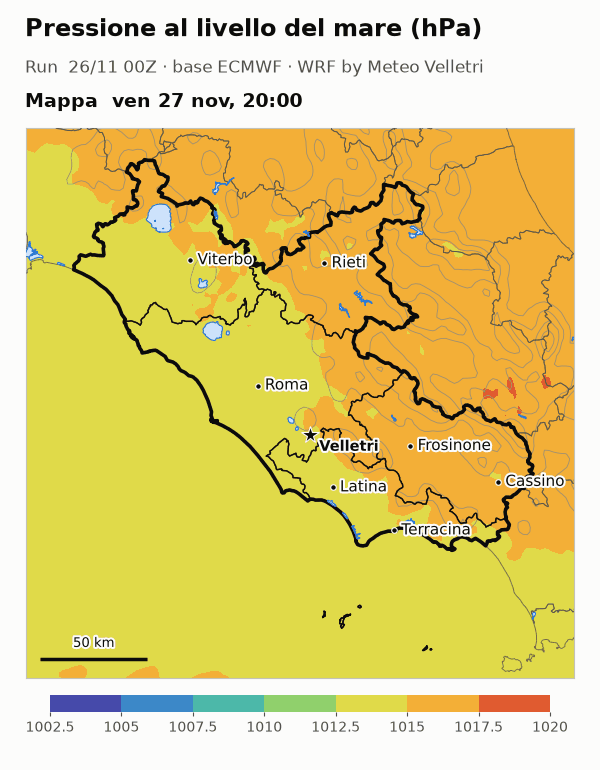 Pressione al livello del mare (hPa)
Run  26/11 00Z · base ECMWF · WRF by Meteo Velletri
Mappa  ven 27 nov, 20:00
Viterbo
Rieti
Roma
Velletri
Frosinone
Cassino
Latina
Terracina
50 km
1002.5 1005 1007.5 1010 1012.5 1015 1017.5 1020